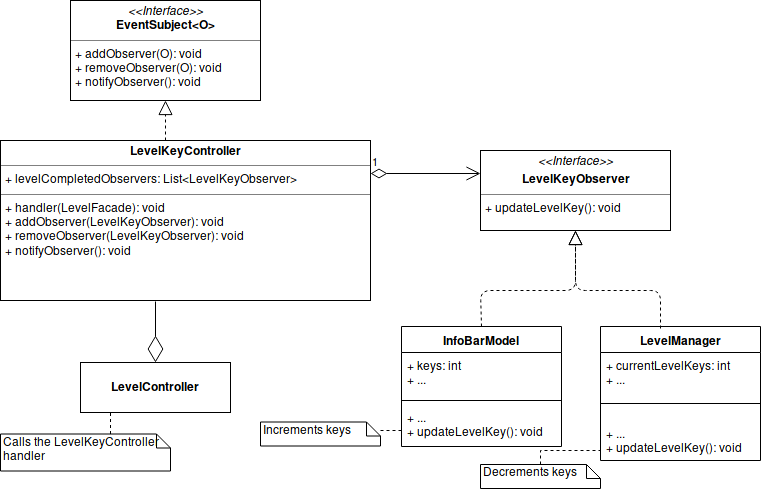 <<Interface>>
EventSubject<O>
+ addObserver(O): void
+ removeObserver(O): void
+ notifyObserver(): void
LevelKeyController
+ levelCompletedObservers: List<LevelKeyObserver>
+ handler(LevelFacade): void
+ addObserver(LevelKeyObserver): void
+ removeObserver(LevelKeyObserver): void
+ notifyObserver(): void
1
<<Interface>>
LevelKeyObserver
+ updateLevelKey(): void
InfoBarModel
+ keys: int
+ ...
+ ...
+ updateLevelKey(): void
LevelManager
+ currentLevelKeys: int
+ ...
+ ...
+ updateLevelKey(): void
LevelController
Calls the LevelKeyController
handler
Increments keys
Decrements keys